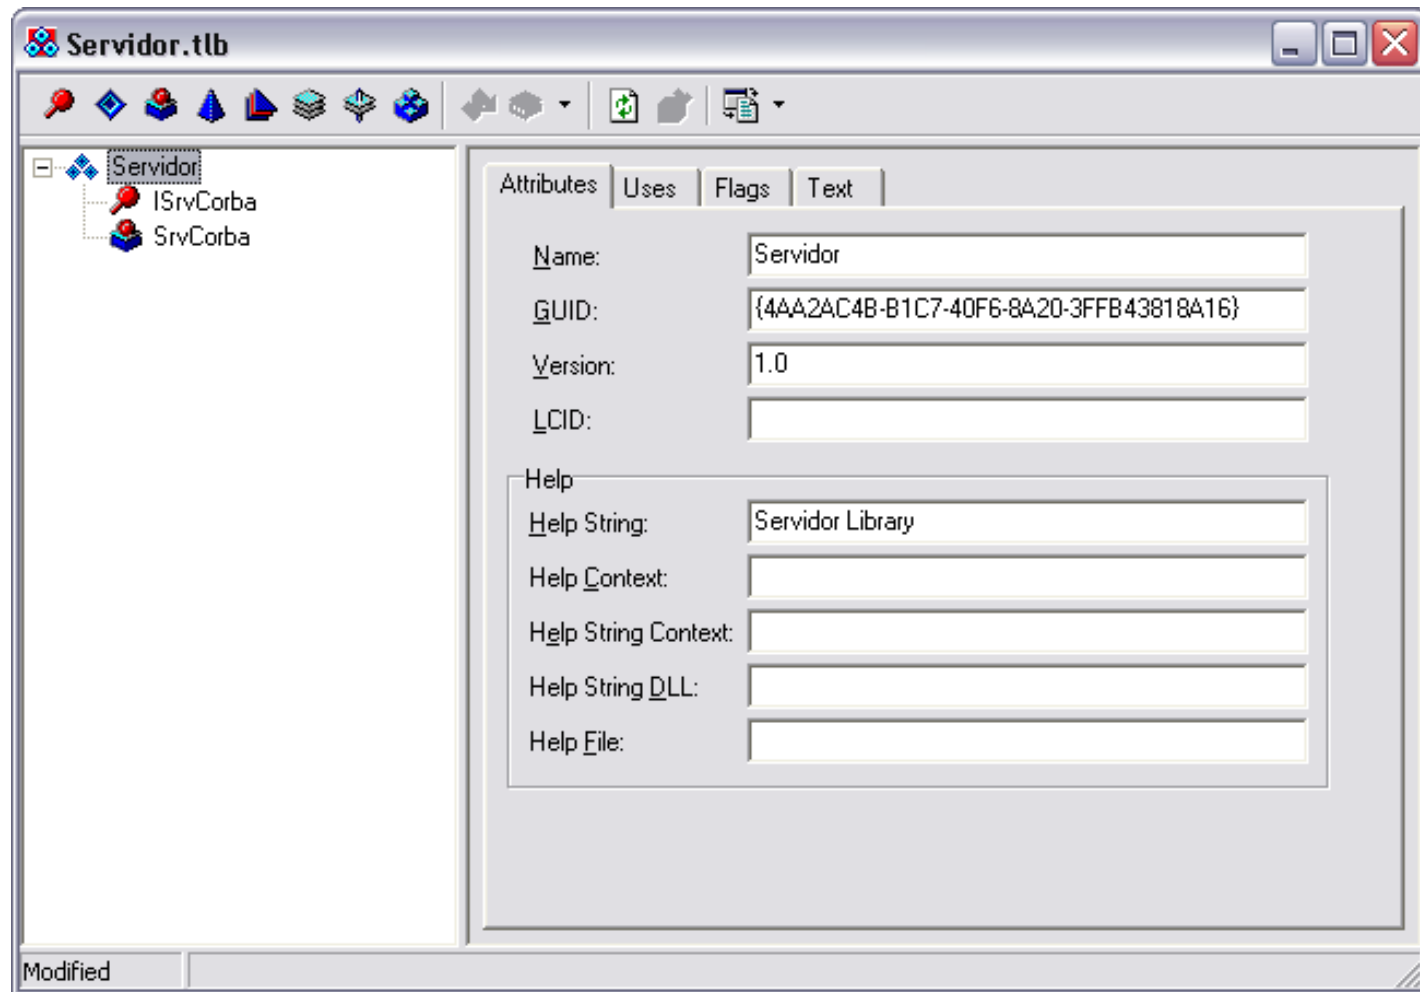 Servidor.tlb
Servidor
ISrvCorba
SrvCorba
Attributes Uses Flags Text
Name: Servidor
GUID: {4AA2AC4B-B1C7-40F6-8A20-3FFB43818A16}
Version: 1.0
LCID:
Help
Help String: Servidor Library
Help Context:
Help String Context:
Help String DLL:
Help File:
Modified